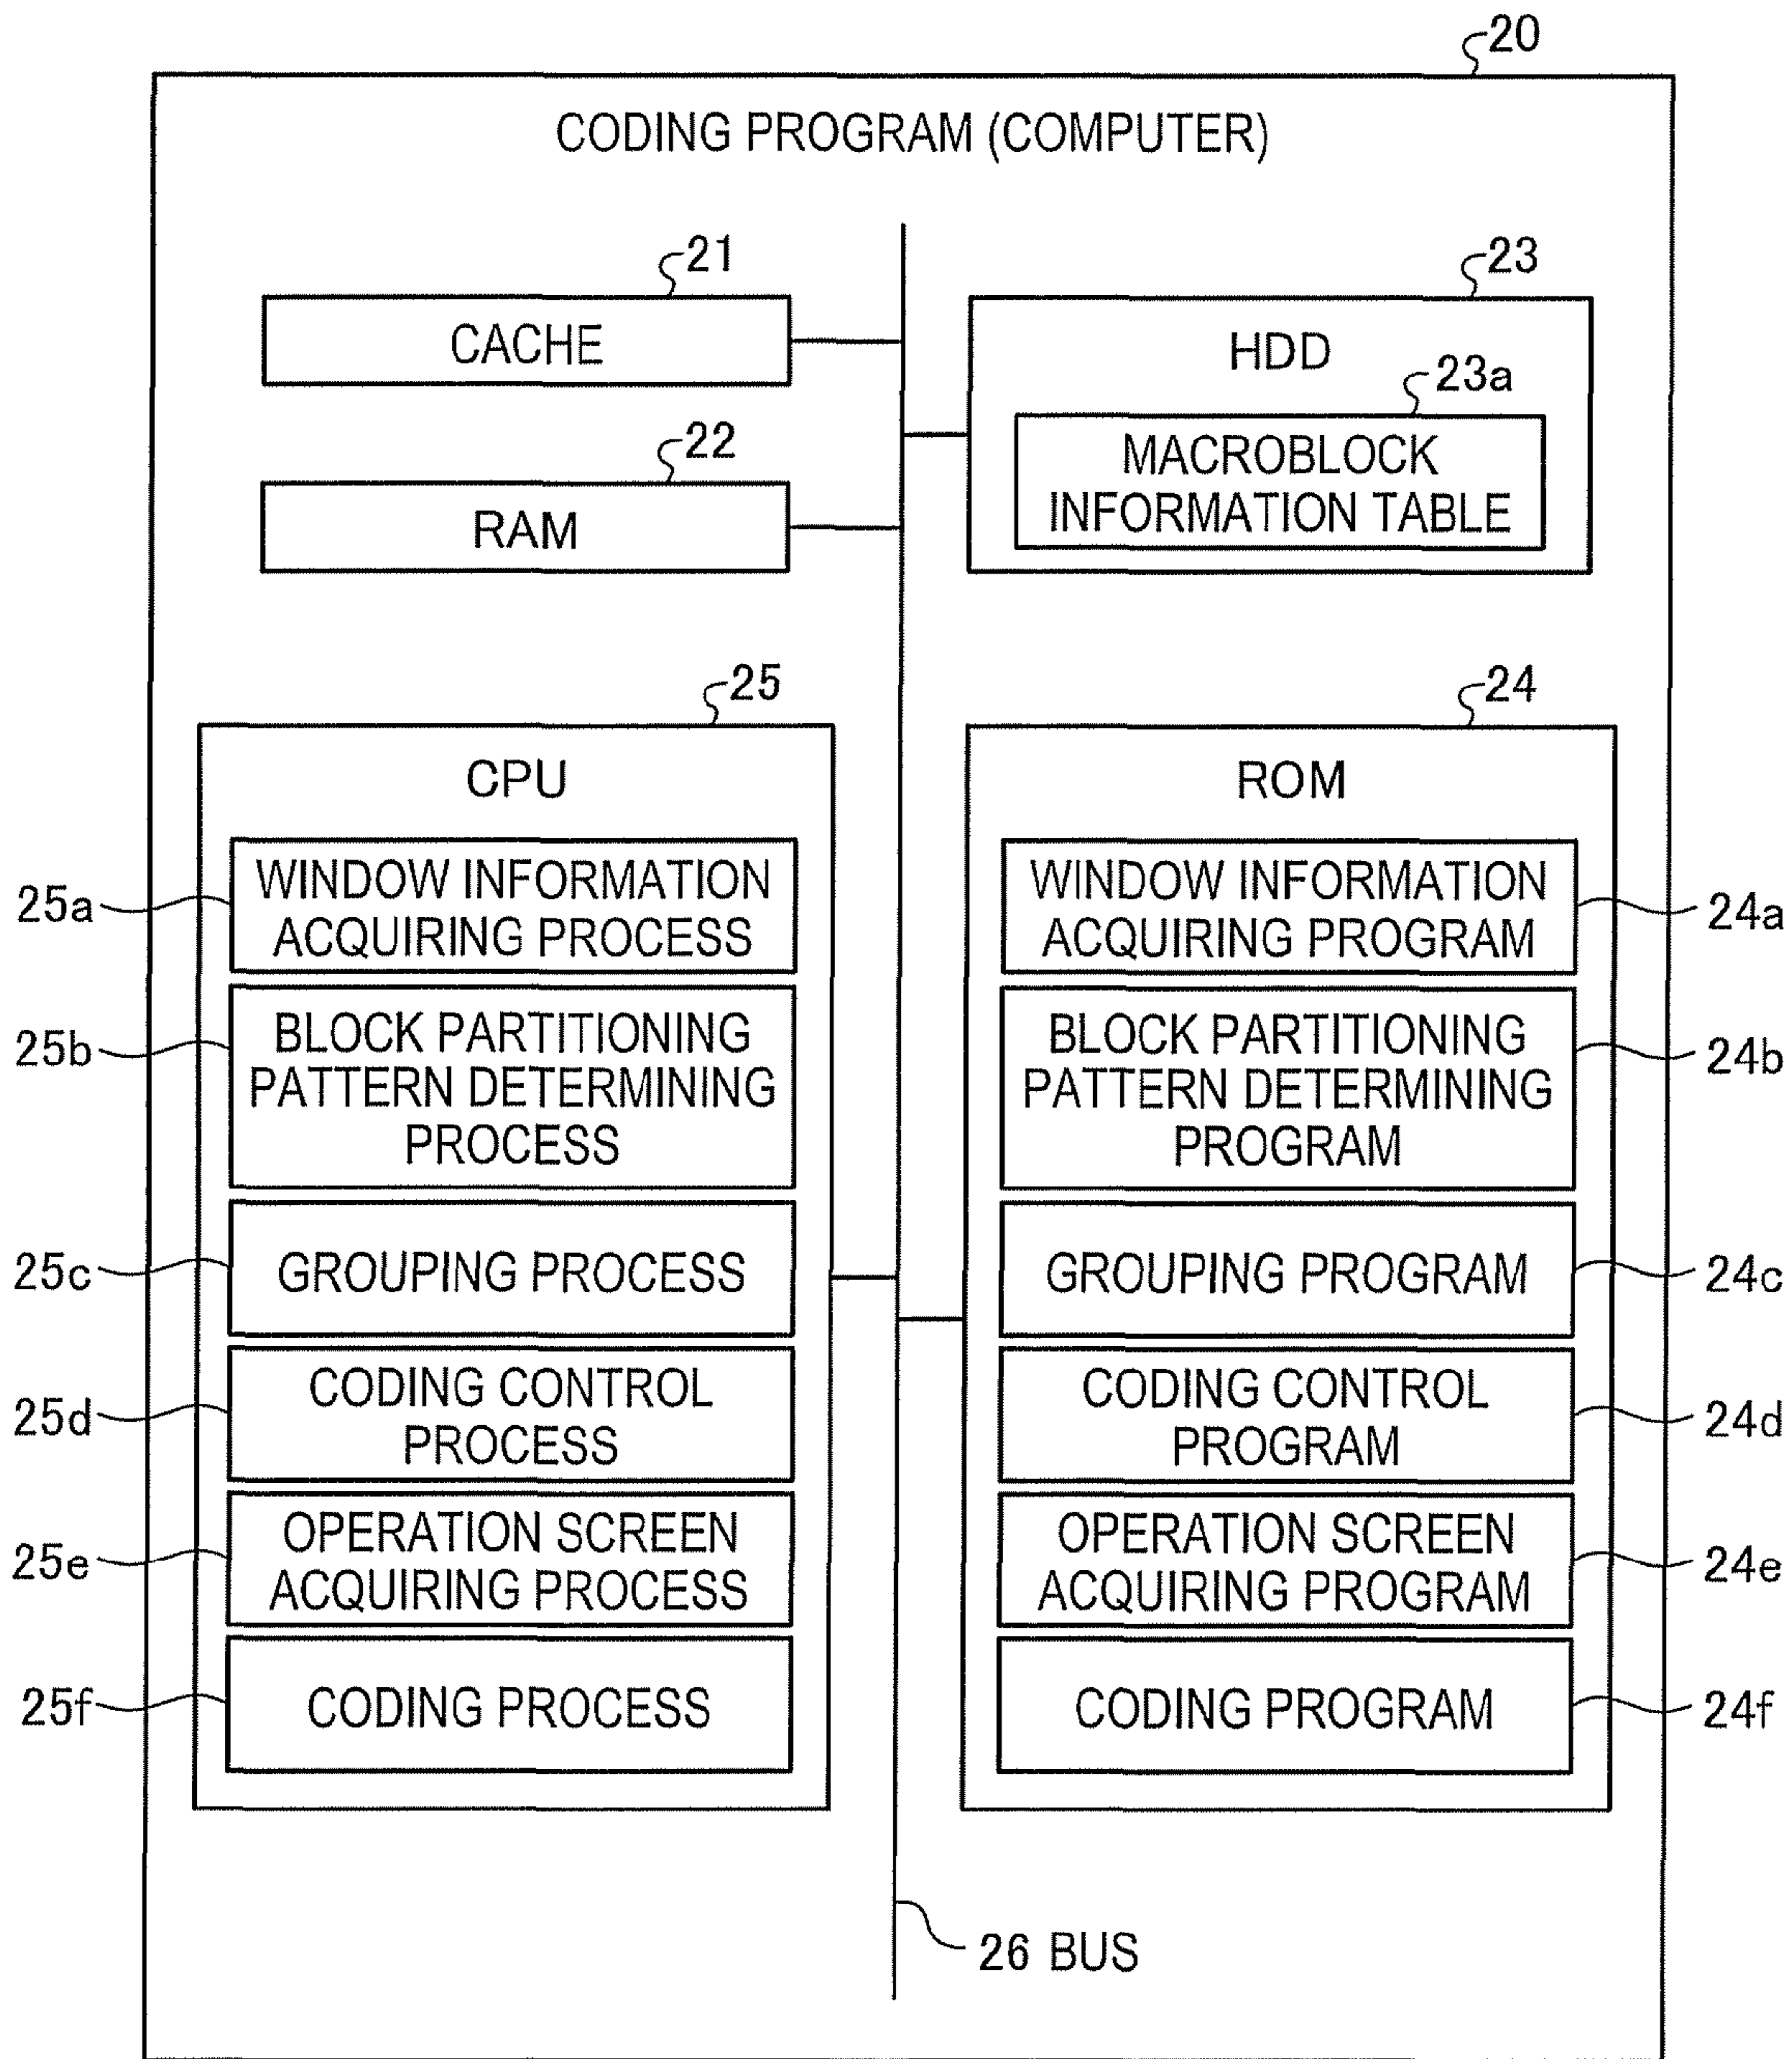 20
CODING PROGRAM (COMPUTER)
21
CACHE
22
RAM
23
HDD
23a
MACROBLOCK
INFORMATION TABLE
25
CPU
25a
WINDOW INFORMATION
ACQUIRING PROCESS
25b
BLOCK PARTITIONING
PATTERN DETERMINING
PROCESS
25c
GROUPING PROCESS
25d
CODING CONTROL
PROCESS
25e
OPERATION SCREEN
ACQUIRING PROCESS
25f
CODING PROCESS
24
ROM
WINDOW INFORMATION
ACQUIRING PROGRAM
24a
BLOCK PARTITIONING
PATTERN DETERMINING
PROGRAM
24b
GROUPING PROGRAM
24c
CODING CONTROL
PROGRAM
24d
OPERATION SCREEN
ACQUIRING PROGRAM
24e
CODING PROGRAM
24f
26 BUS